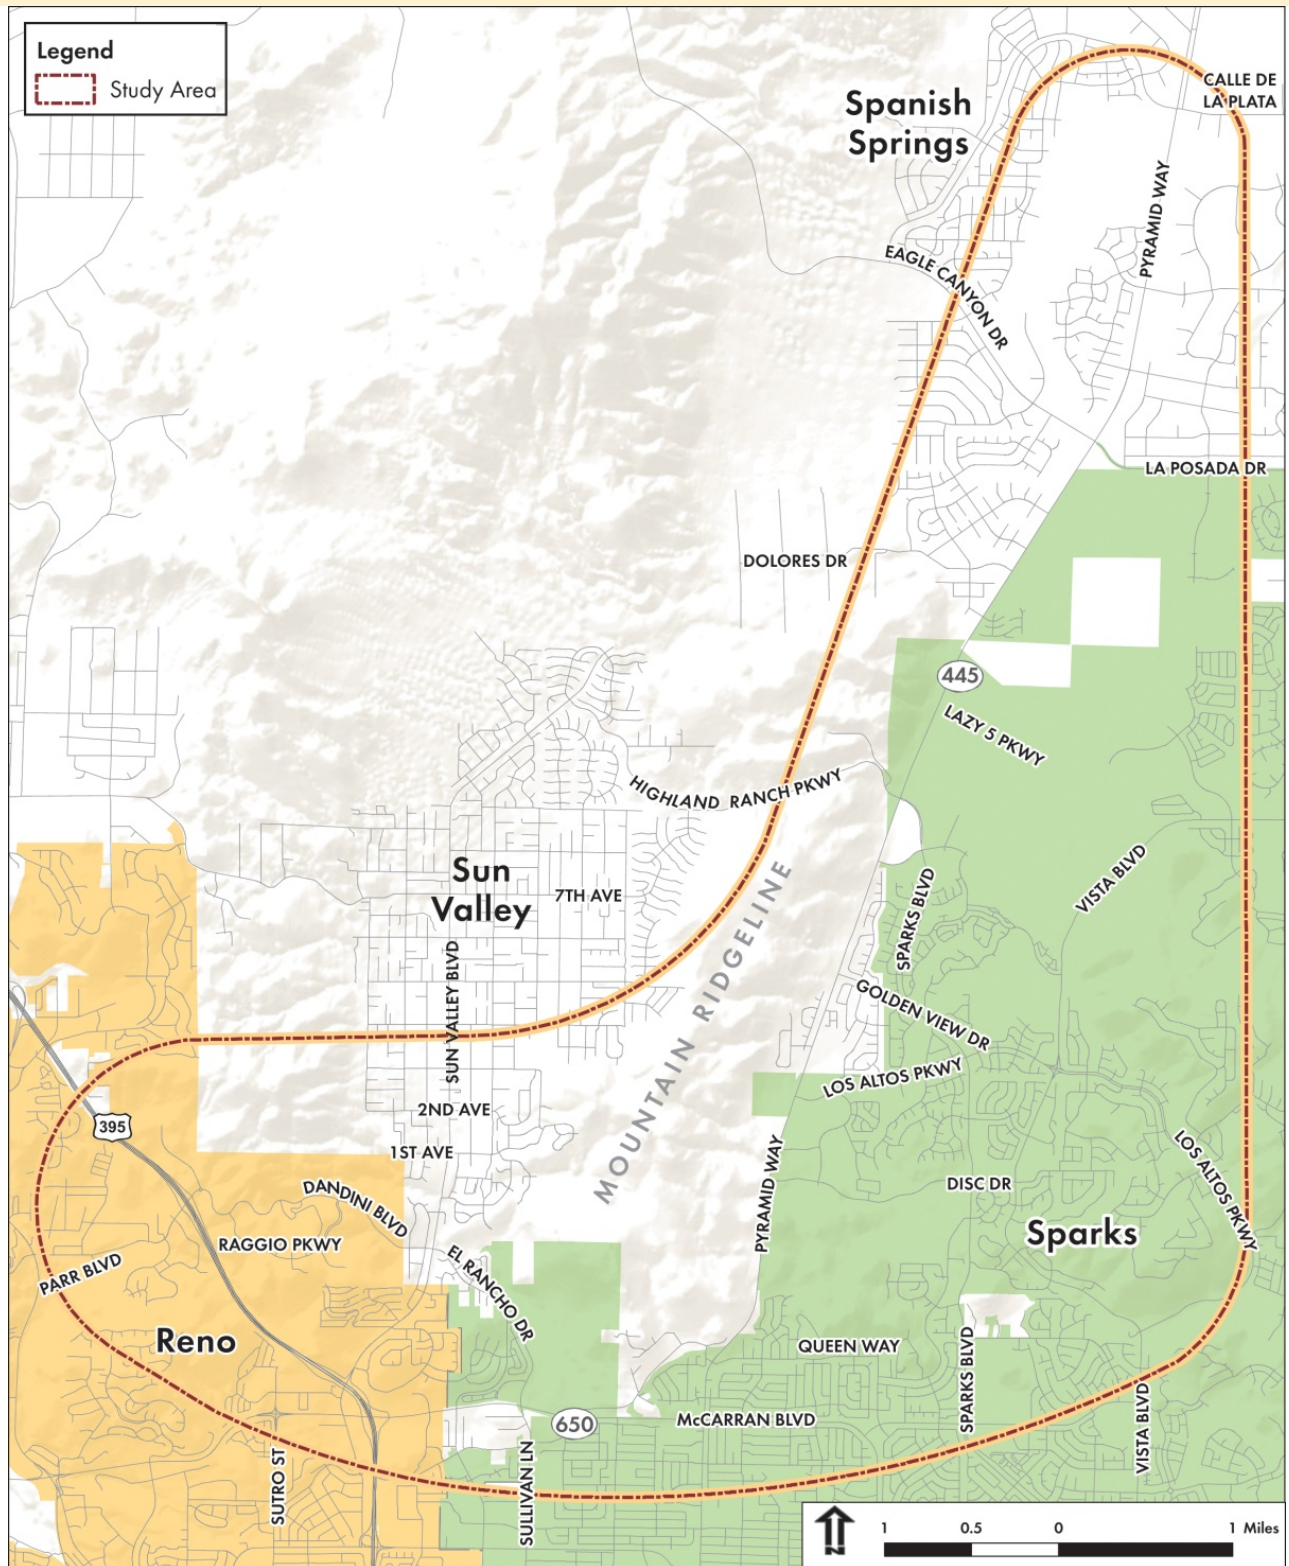 Legend
Study Area
CALLE DE
LA PLATA
Spanish
Springs
PYRAMID WAY
EAGLE CANYON DR
LA POSADA DR
DOLORES DR
445
LAZY 5 PKWY
HIGHLAND RANCH PKWY
Sun
Valley
7TH AVE
VISTA BLVD
SPARKS BLVD
MOUNTAIN RIDGELINE
SUN VALLEY BLVD
GOLDEN VIEW DR
LOS ALTOS PKWY
2ND AVE
395
1ST AVE
LOS ALTOS PKWY
DISC DR
PYRAMID WAY
DANDINI BLVD
RAGGIO PKWY
Sparks
PARR BLVD
EL RANCHO DR
Reno
QUEEN WAY
SPARKS BLVD
650
McCARRAN BLVD
VISTA BLVD
SUTRO ST
SULLIVAN LN
N
1 0.5 0 1 Miles